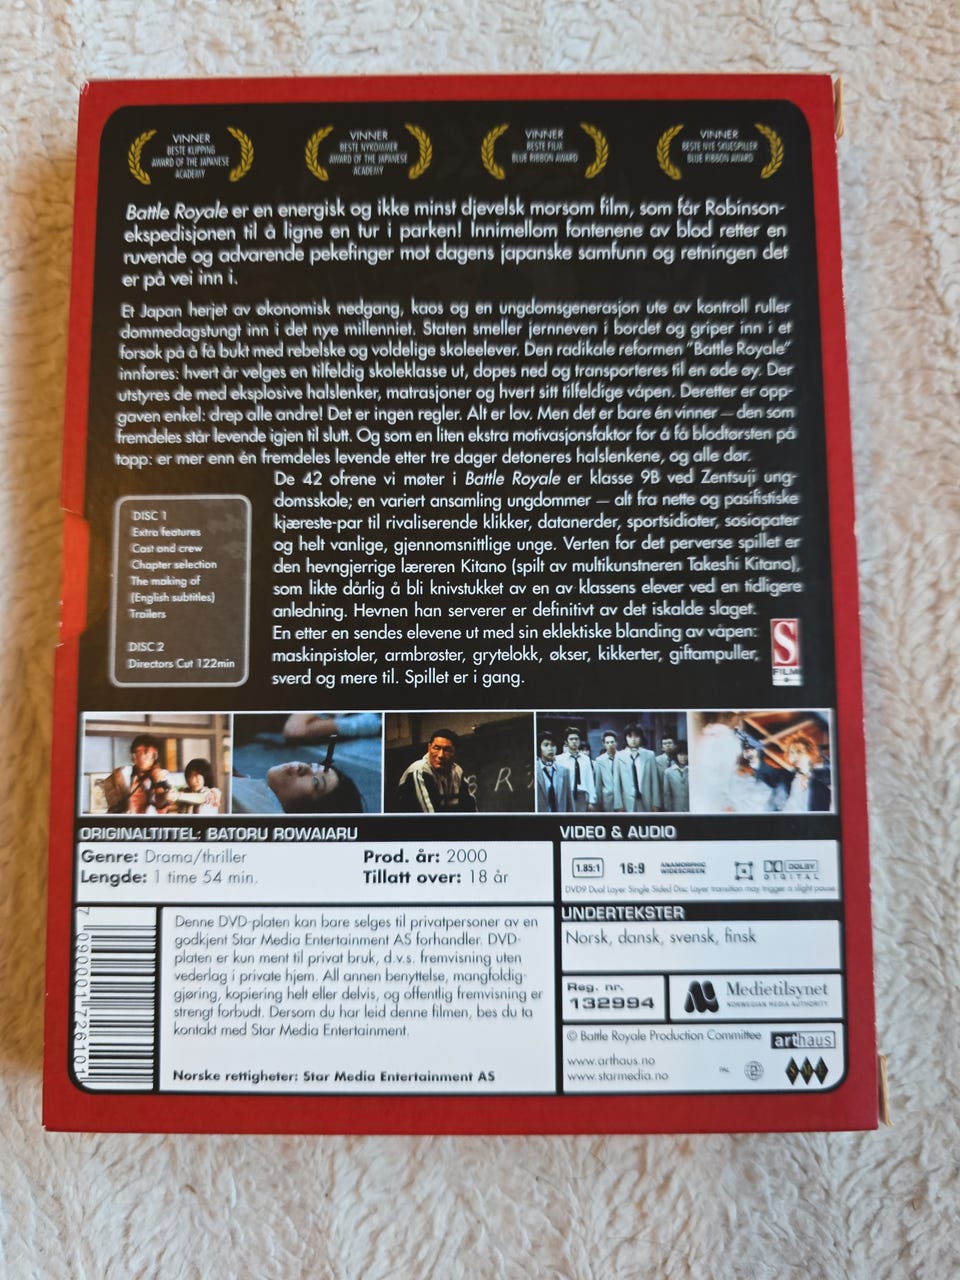 VINNER
BESTE KLIPPING
AWARD OF THE JAPANESE
ACADEMY
VINNER
BESTE NYKOMMER
AWARD OF THE JAPANESE
ACADEMY
VINNER
BESTE FILM
BLUE RIBBON AWARD
VINNER
BESTE NYE SKUESPILLER
BLUE RIBBON AWARD
Battle Royale er en energisk og ikke minst djevelsk morsom film, som får Robinson-
ekspedisjonen til å ligne en tur i parken! Innimellom fontenene av blod retter en
ruvende og advarende pekefinger mot dagens japanske samfunn og retningen det
er på vei inn i.
Et Japan herjet av økonomisk nedgang, kaos og en ungdomsgenerasjon ute av kontroll ruller
dommedagstungt inn i det nye millenniet. Staten smeller jernneven i bordet og griper inn i et
forsøk på å få bukt med rebelske og voldelige skoleelever. Den radikale reformen "Battle Royale"
innføres: hvert år velges en tilfeldig skoleklasse ut, dopes ned og transporteres til en øde øy. Der
utstyres de med eksplosive halslenker, matrasjoner og hvert sitt tilfeldige våpen. Deretter er opp-
gaven enkel: drep alle andre! Det er ingen regler. Alt er lov. Men det er bare én vinner – den som
fremdeles står levende igjen til slutt. Og som en liten ekstra motivasjonsfaktor for å få blodtørsten på
topp: er mer enn én fremdeles levende etter tre dager detoneres halslenkene, og alle dør.
De 42 ofrene vi møter i Battle Royale er klasse 9B ved Zentsuji ung-
domsskole; en variert ansamling ungdommer – alt fra nette og pasifistiske
kjæreste-par til rivaliserende klikker, datanerder, sportsidioter, sosiopater
og helt vanlige, gjennomsnittlige unge. Verten for det perverse spillet er
den hevngjerrige læreren Kitano (spilt av multikunstneren Takeshi Kitano),
som likte dårlig å bli knivstukket av en av klassens elever ved en tidligere
anledning. Hevnen han serverer er definitivt av det iskalde slaget.
En etter en sendes elevene ut med sin eklektiske blanding av våpen:
maskinpistoler, armbrøster, grytelokk, økser, kikkerter, giftampuller,
sverd og mere til. Spillet er i gang.
DISC 1
Extra features
Cast and crew
Chapter selection
The making of
(English subtitles)
Trailers
DISC 2
Directors Cut 122min
S
FILM
B R
ORIGINALTITTEL: BATORU ROWAIARU
Genre: Drama/thriller
Prod. år: 2000
Lengde: 1 time 54 min.
Tillatt over: 18 år
VIDEO & AUDIO
1.85:1
16:9
ANAMORPHIC
WIDESCREEN
DOLBY
DIGITAL
DVD9 Dual Layer Single Sided Disc Layer transition may trigger a slight pause
UNDERTEKSTER
Norsk, dansk, svensk, finsk
7 090001 726101
Denne DVD-platen kan bare selges til privatpersoner av en
godkjent Star Media Entertainment AS forhandler. DVD-
platen er kun ment til privat bruk, d.v.s. fremvisning uten
vederlag i private hjem. All annen benyttelse, mangfoldig-
gjøring, kopiering helt eller delvis, og offentlig fremvisning er
strengt forbudt. Dersom du har leid denne filmen, bes du ta
kontakt med Star Media Entertainment.
Norske rettigheter: Star Media Entertainment AS
Reg. nr.
132994
Medietilsynet
NORWEGIAN MEDIA AUTHORITY
© Battle Royale Production Committee
arthaus
www.arthaus.no
www.starmedia.no
PAL
2
SML